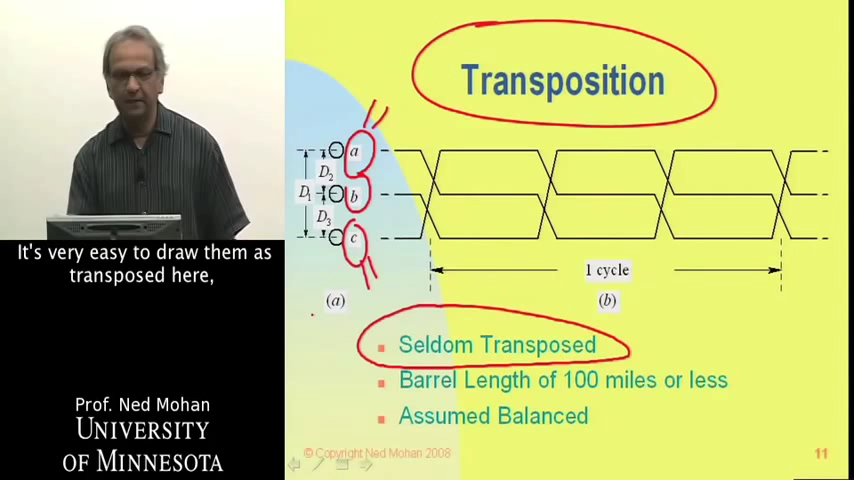 Transposition
a
D2
D1
b
D3
c
1 cycle
(a)
(b)
Seldom Transposed
Barrel Length of 100 miles or less
Assumed Balanced
© Copyright Ned Mohan 2008
11
It's very easy to draw them as
transposed here,
Prof. Ned Mohan
UNIVERSITY
OF MINNESOTA